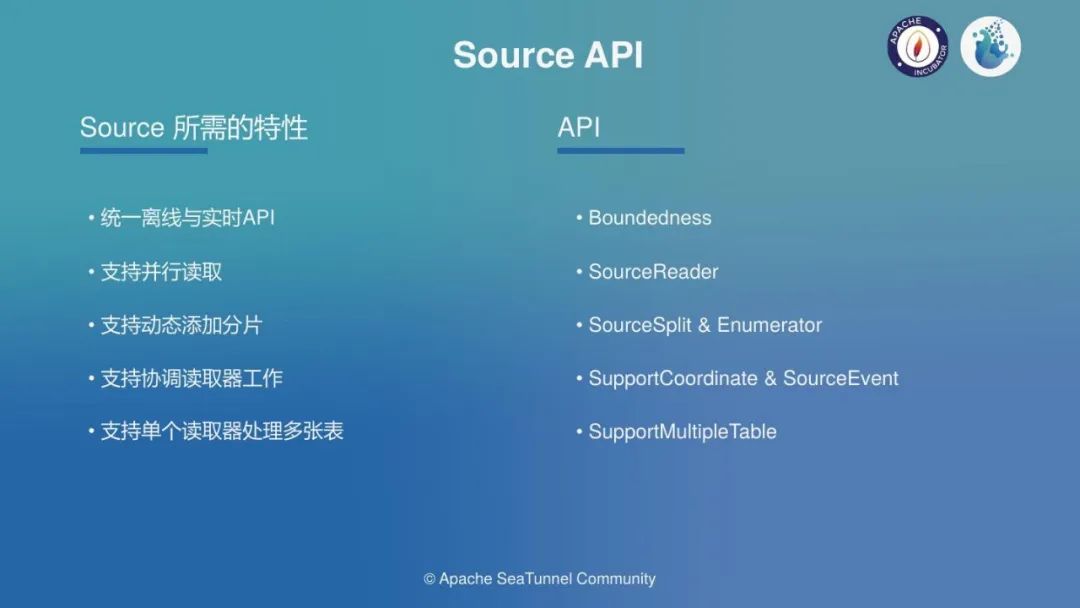 Source API
APACHE
INCUBATOR
Source 所需的特性
• 统一离线与实时API
• 支持并行读取
• 支持动态添加分片
• 支持协调读取器工作
• 支持单个读取器处理多张表
API
• Boundedness
• SourceReader
• SourceSplit & Enumerator
• SupportCoordinate & SourceEvent
• SupportMultipleTable
© Apache SeaTunnel Community